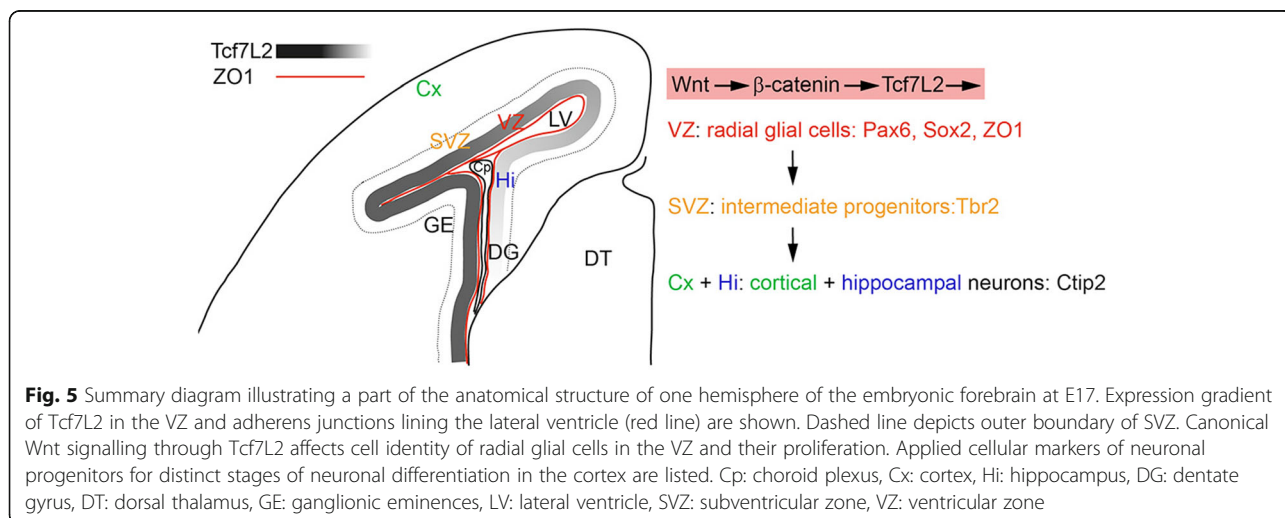 Tcf7L2
ZO1
Cx
VZ
LV
SVZ
Cp
Hi
GE
DG
DT
Wnt → β-catenin → Tcf7L2 →
VZ: radial glial cells: Pax6, Sox2, ZO1
SVZ: intermediate progenitors:Tbr2
Cx + Hi: cortical + hippocampal neurons: Ctip2
Fig. 5 Summary diagram illustrating a part of the anatomical structure of one hemisphere of the embryonic forebrain at E17. Expression gradient
of Tcf7L2 in the VZ and adherens junctions lining the lateral ventricle (red line) are shown. Dashed line depicts outer boundary of SVZ. Canonical
Wnt signalling through Tcf7L2 affects cell identity of radial glial cells in the VZ and their proliferation. Applied cellular markers of neuronal
progenitors for distinct stages of neuronal differentiation in the cortex are listed. Cp: choroid plexus, Cx: cortex, Hi: hippocampus, DG: dentate
gyrus, DT: dorsal thalamus, GE: ganglionic eminences, LV: lateral ventricle, SVZ: subventricular zone, VZ: ventricular zone